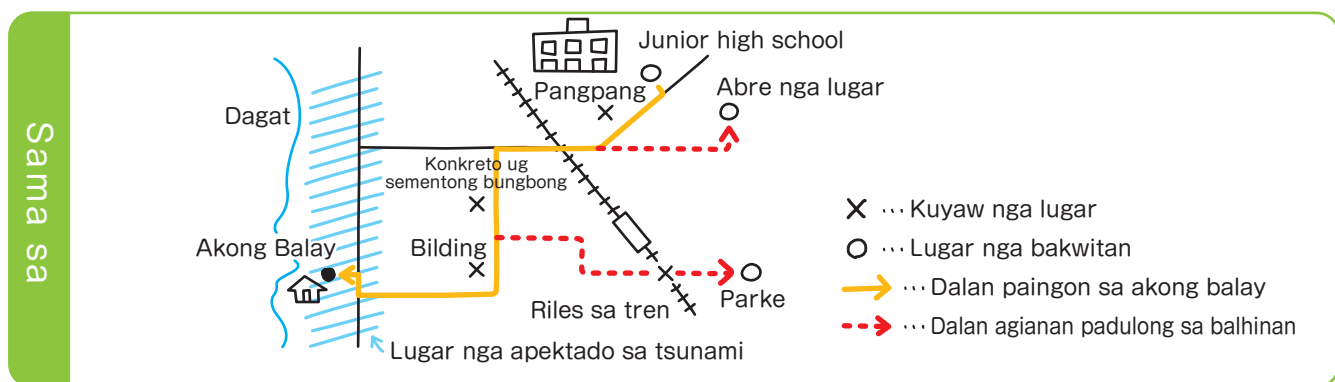 Sama sa
Junior high school
Pangpang
Abre nga lugar
Dagat
Konkreto ug
sementong bungbong
Akong Balay
Bilding
Riles sa tren
Parke
Lugar nga apektado sa tsunami
× ··· Kuyaw nga lugar
○ ··· Lugar nga bakwitan
··· Dalan paingon sa akong balay
··· Dalan agianan padulong sa balhinan